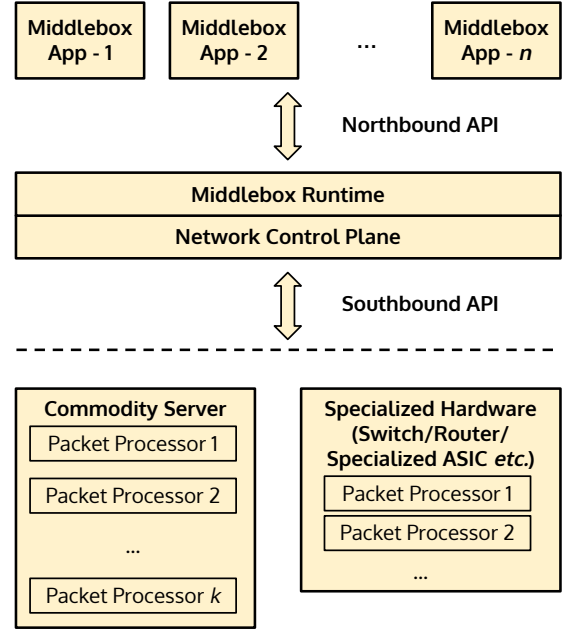 Middlebox
App - 1
Middlebox
App - 2
...
Middlebox
App - n
Northbound API
Middlebox Runtime
Network Control Plane
Southbound API
Commodity Server
Packet Processor 1
Packet Processor 2
...
Packet Processor k
Specialized Hardware
(Switch/Router/
Specialized ASIC etc.)
Packet Processor 1
Packet Processor 2
...